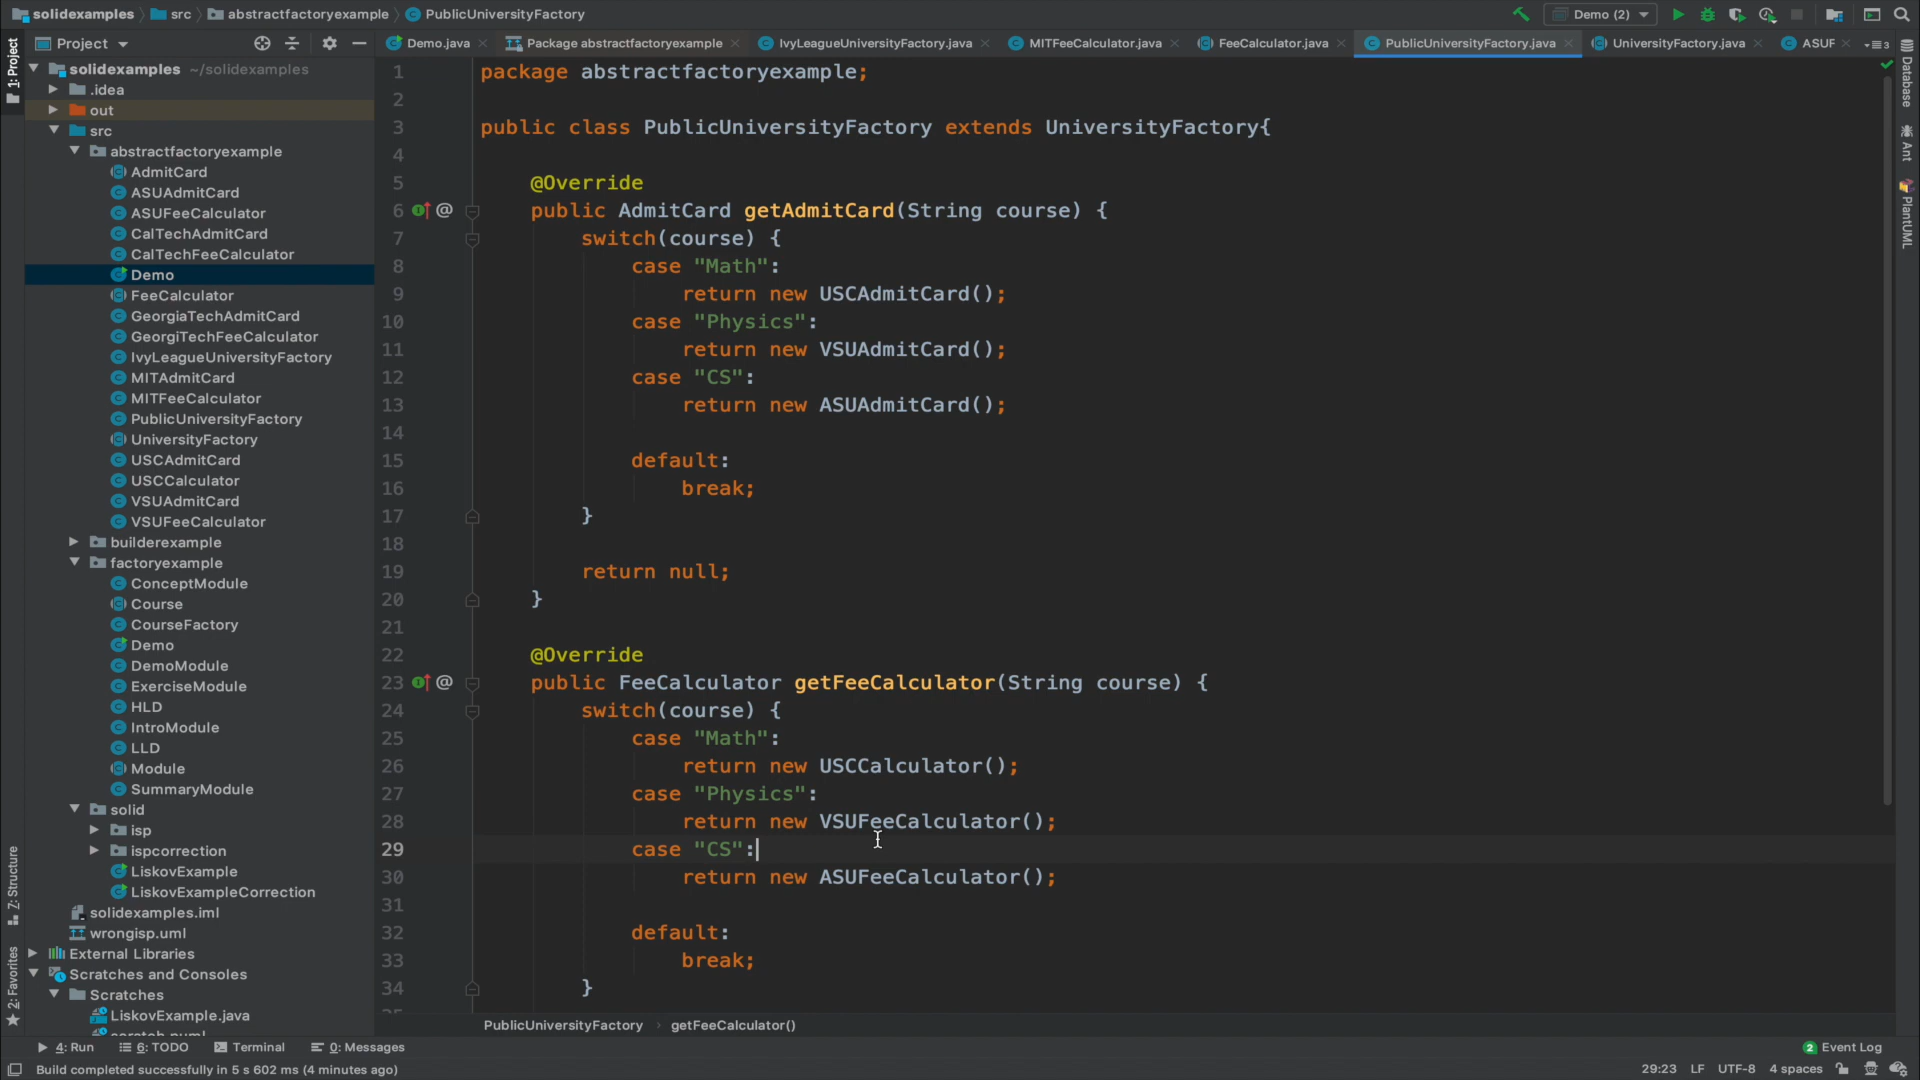 solidexamples › src › abstractfactoryexample › PublicUniversityFactory
Demo (2)
Project
Demo.java
Package abstractfactoryexample
IvyLeagueUniversityFactory.java
MITFeeCalculator.java
FeeCalculator.java
PublicUniversityFactory.java
UniversityFactory.java
ASUF
3
1: Project
Z: Structure
2: Favorites
solidexamples ~/solidexamples
.idea
out
src
abstractfactoryexample
AdmitCard
ASUAdmitCard
ASUFeeCalculator
CalTechAdmitCard
CalTechFeeCalculator
Demo
FeeCalculator
GeorgiaTechAdmitCard
GeorgiTechFeeCalculator
IvyLeagueUniversityFactory
MITAdmitCard
MITFeeCalculator
PublicUniversityFactory
UniversityFactory
USCAdmitCard
USCCalculator
VSUAdmitCard
VSUFeeCalculator
builderexample
factoryexample
ConceptModule
Course
CourseFactory
Demo
DemoModule
ExerciseModule
HLD
IntroModule
LLD
Module
SummaryModule
solid
isp
ispcorrection
LiskovExample
LiskovExampleCorrection
solidexamples.iml
wrongisp.uml
External Libraries
Scratches and Consoles
Scratches
LiskovExample.java
1 package abstractfactoryexample;
2
3 public class PublicUniversityFactory extends UniversityFactory{
4
5 @Override
6 @ public AdmitCard getAdmitCard(String course) {
7 switch(course) {
8 case "Math":
9 return new USCAdmitCard();
10 case "Physics":
11 return new VSUAdmitCard();
12 case "CS":
13 return new ASUAdmitCard();
14
15 default:
16 break;
17 }
18
19 return null;
20 }
21
22 @Override
23 @ public FeeCalculator getFeeCalculator(String course) {
24 switch(course) {
25 case "Math":
26 return new USCCalculator();
27 case "Physics":
28 return new VSUFeeCalculator();
29 case "CS":
30 return new ASUFeeCalculator();
31
32 default:
33 break;
34 }
PublicUniversityFactory › getFeeCalculator()
Database
Ant
PlantUML
4: Run
6: TODO
Terminal
0: Messages
2 Event Log
Build completed successfully in 5 s 602 ms (4 minutes ago)
29:23 LF UTF-8 4 spaces